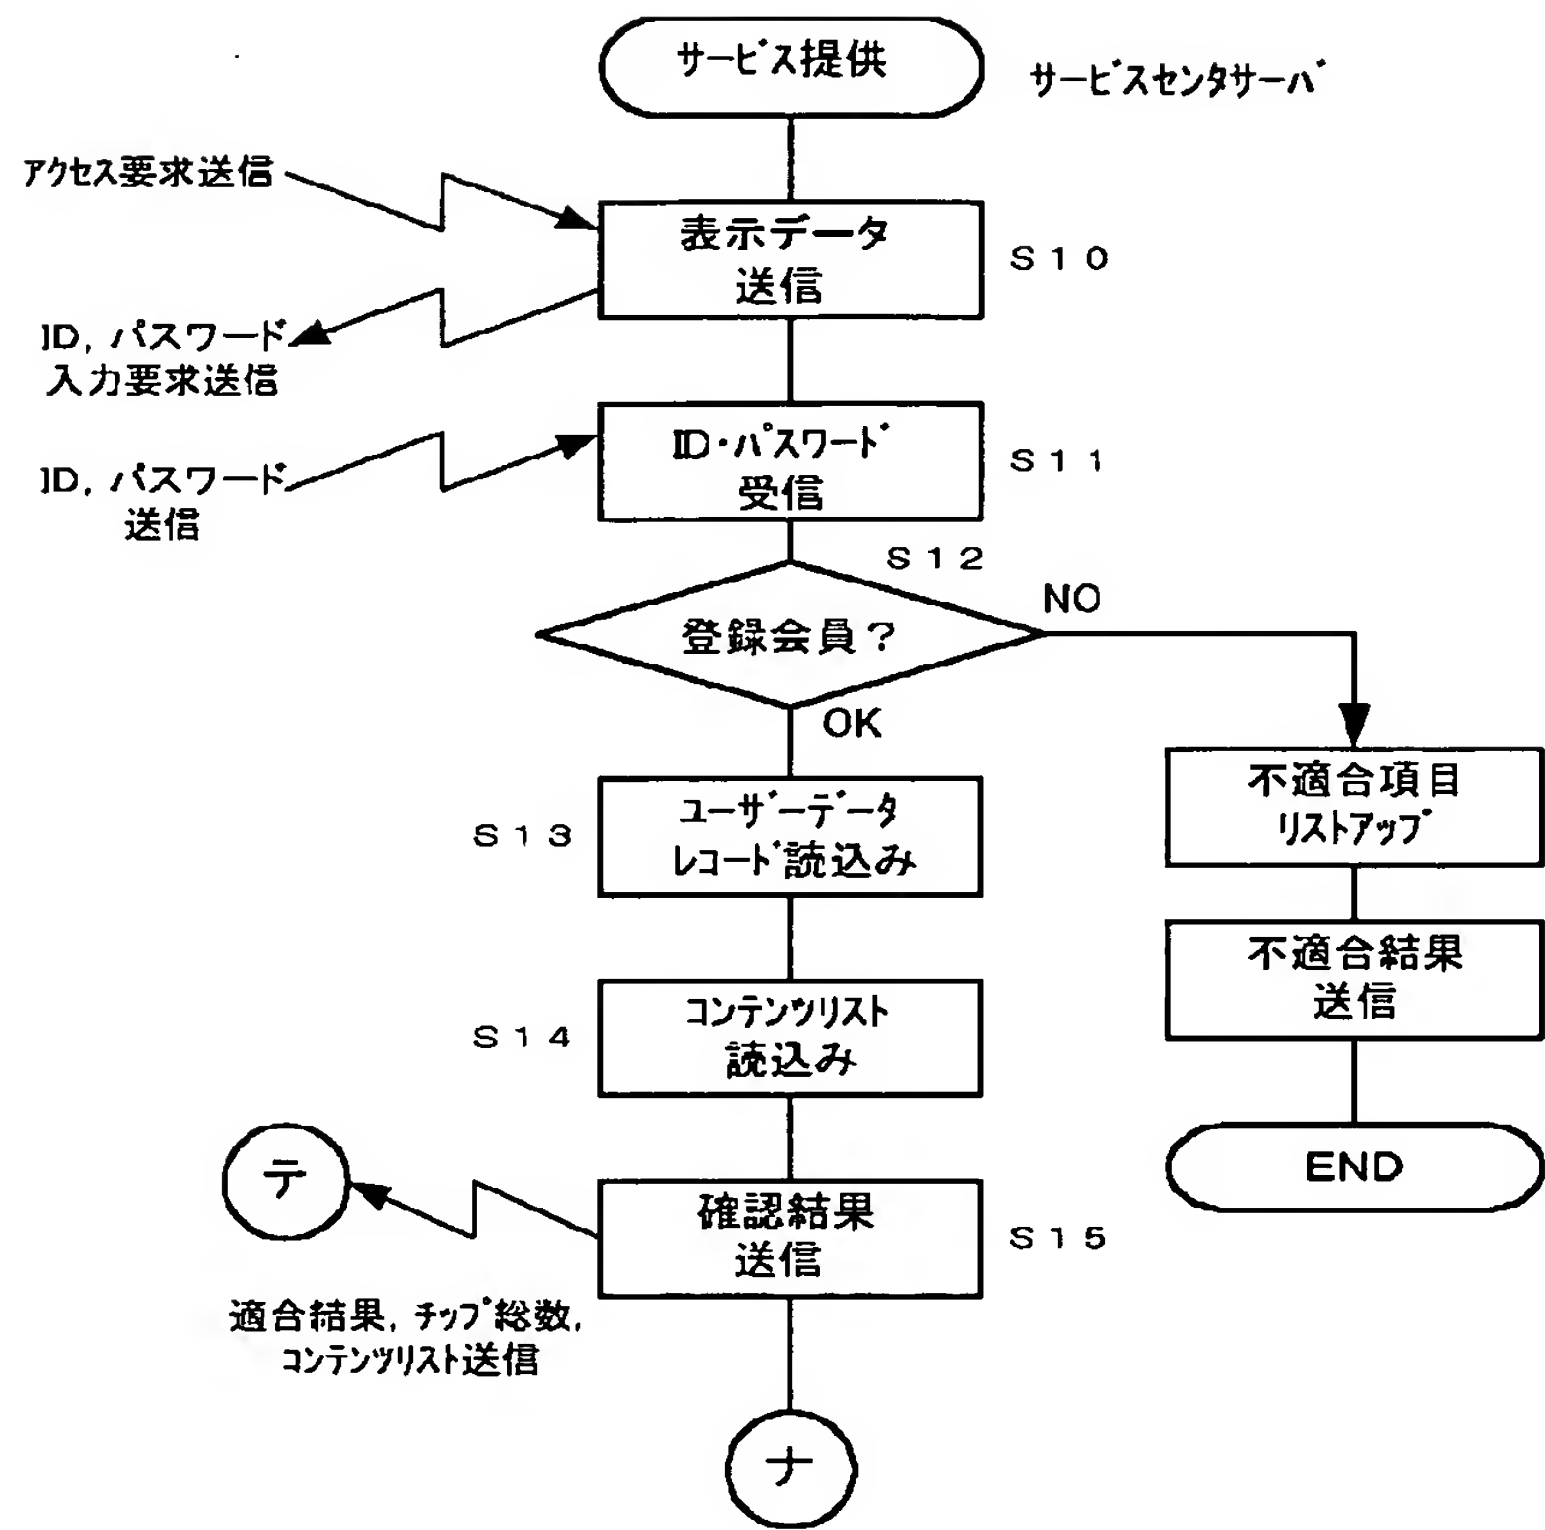 サービス提供
サービスセンタサーバ
アクセス要求送信
表示データ
送信
S10
ID, パスワード
入力要求送信
ID・パスワード
受信
S11
ID, パスワード
送信
S12
登録会員?
NO
OK
ユーザーデータ
レコード読込み
S13
不適合項目
リストアップ
コンテンツリスト
読込み
S14
不適合結果
送信
END
テ
確認結果
送信
S15
適合結果, チップ総数,
コンテンツリスト送信
ナ